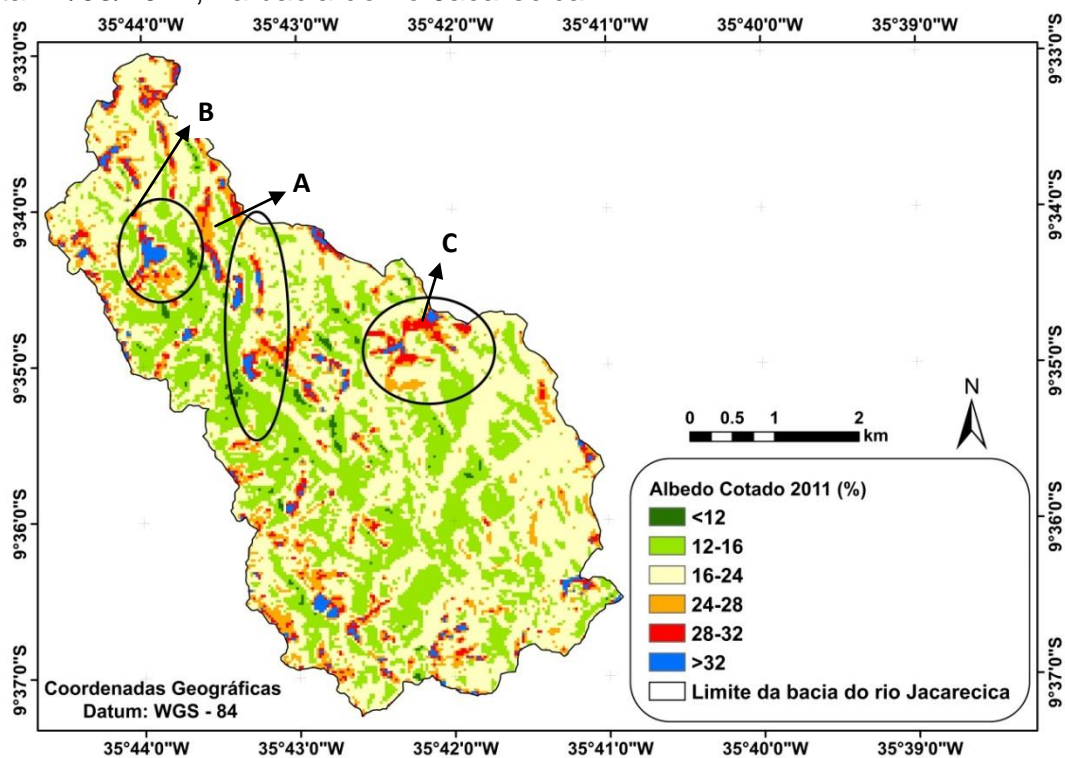 35°44'0"W 35°43'0"W 35°42'0"W 35°41'0"W 35°40'0"W 35°39'0"W
9°33'0"S 9°33'0"S
B
A
9°34'0"S 9°34'0"S
C
9°35'0"S 9°35'0"S
N
0 0.5 1 2
km
Albedo Cotado 2011 (%)
<12
9°36'0"S 9°36'0"S
12-16
16-24
24-28
28-32
>32
9°37'0"S 9°37'0"S
Limite da bacia do rio Jacarecica
Coordenadas Geográficas
Datum: WGS - 84
35°44'0"W 35°43'0"W 35°42'0"W 35°41'0"W 35°40'0"W 35°39'0"W